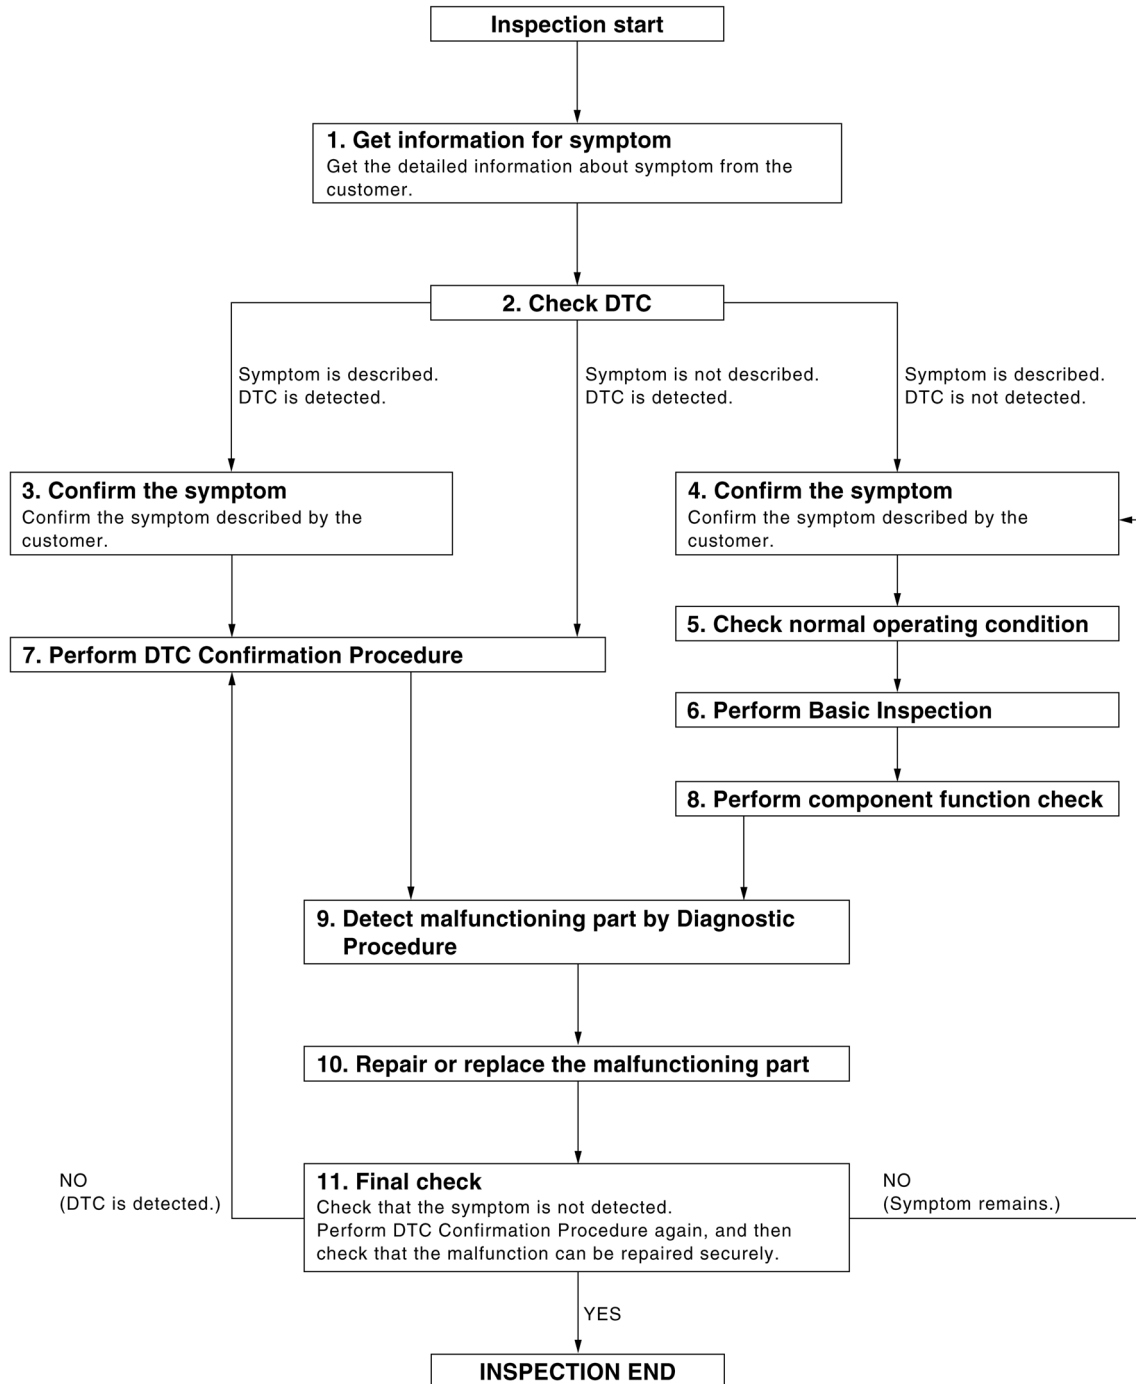 Inspection start
1. Get information for symptom
Get the detailed information about symptom from the
customer.
2. Check DTC
Symptom is described.
DTC is detected.
Symptom is not described.
DTC is detected.
Symptom is described.
DTC is not detected.
3. Confirm the symptom
Confirm the symptom described by the
customer.
4. Confirm the symptom
Confirm the symptom described by the
customer.
5. Check normal operating condition
7. Perform DTC Confirmation Procedure
6. Perform Basic Inspection
8. Perform component function check
9. Detect malfunctioning part by Diagnostic
Procedure
10. Repair or replace the malfunctioning part
NO
(DTC is detected.)
11. Final check
Check that the symptom is not detected.
Perform DTC Confirmation Procedure again, and then
check that the malfunction can be repaired securely.
NO
(Symptom remains.)
YES
INSPECTION END